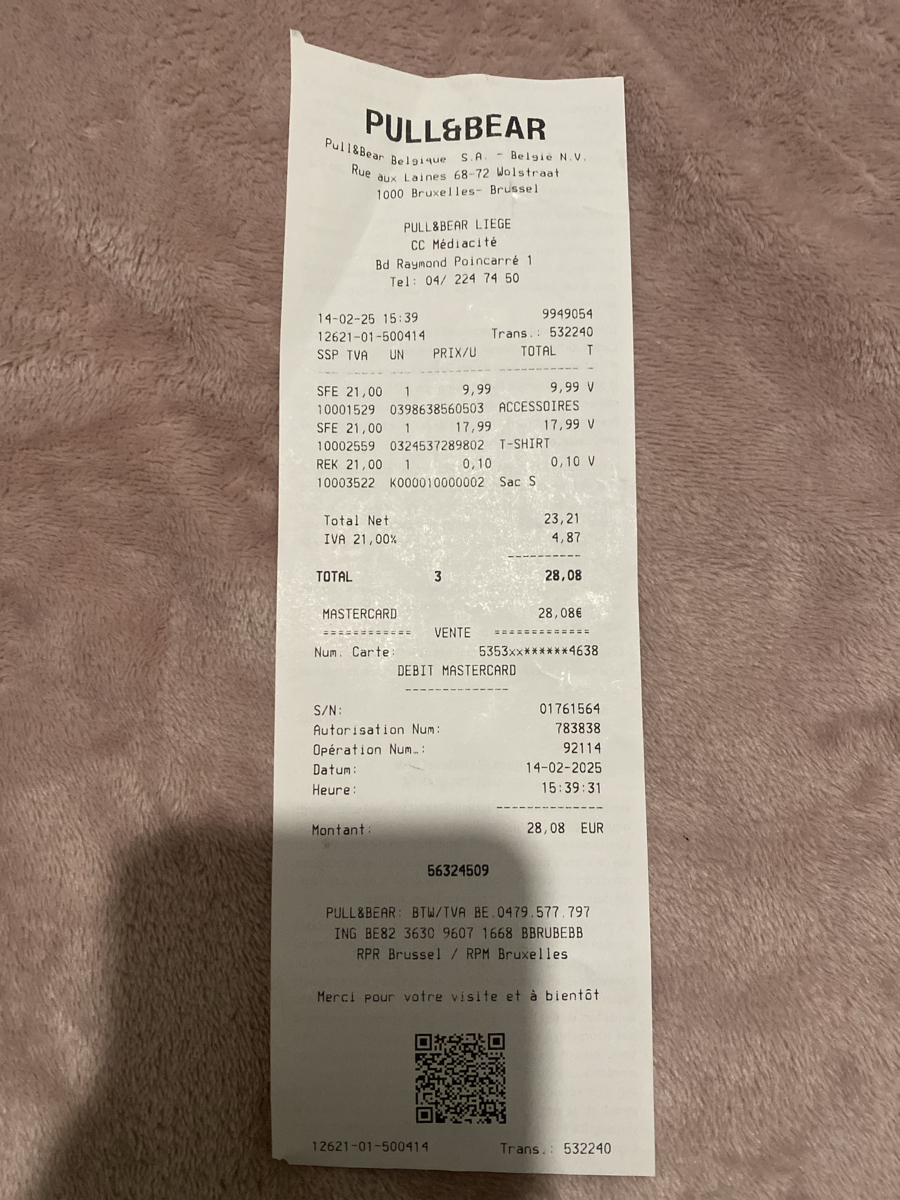 PULL&BEAR
Pull&Bear Belgique S.A. - België N.V.
Rue aux Laines 68-72 Wolstraat
1000 Bruxelles- Brussel
PULL&BEAR LIEGE
CC Médiacité
Bd Raymond Poincarré 1
Tel: 04/ 224 74 50
14-02-25 15:39 9949054
12621-01-500414 Trans.: 532240
SSP TVA UN PRIX/U TOTAL T
SFE 21,00 1 9,99 9,99 V
10001529 0398638560503 ACCESSOIRES
SFE 21,00 1 17,99 17,99 V
10002559 0324537289802 T-SHIRT
REK 21,00 1 0,10 0,10 V
10003522 K000010000002 Sac S
Total Net 23,21
IVA 21,00% 4,87
----------
TOTAL 3 28,08
MASTERCARD 28,08€
============ VENTE =============
Num. Carte: 5353xx******4638
DEBIT MASTERCARD
--------------
S/N: 01761564
Autorisation Num: 783838
Opération Num.: 92114
Datum: 14-02-2025
Heure: 15:39:31
--------------
Montant: 28,08 EUR
56324509
PULL&BEAR: BTW/TVA BE.0479.577.797
ING BE82 3630 9607 1668 BBRUBEBB
RPR Brussel / RPM Bruxelles
Merci pour votre visite et à bientôt
12621-01-500414 Trans.: 532240